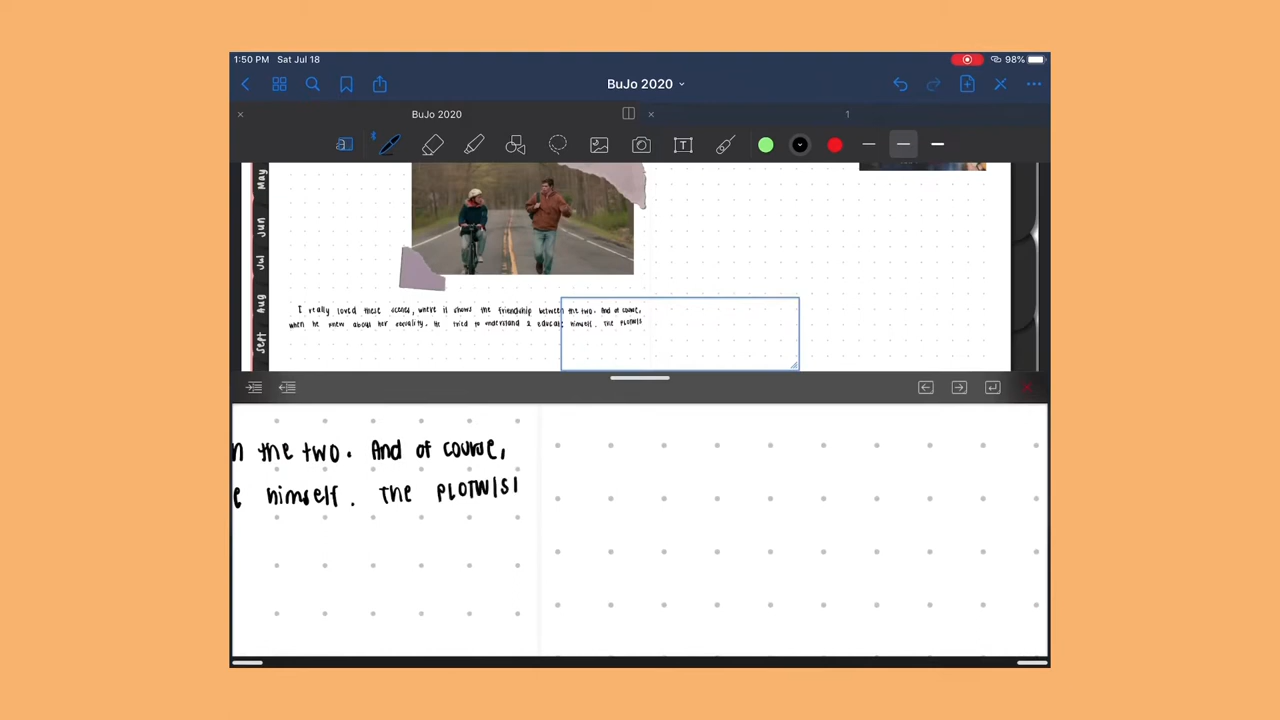 1:50 PM Sat Jul 18
98%
BuJo 2020
BuJo 2020
1
T
May
Jun
Jul
Aug
Sept
I really loved these scenes, where it shows the friendship between the two. And of course,
when he knew about her sexuality. He tried to understand & educate himself. The PLOTWIS
n the two. And of course,
e himself. The PLOTWIS